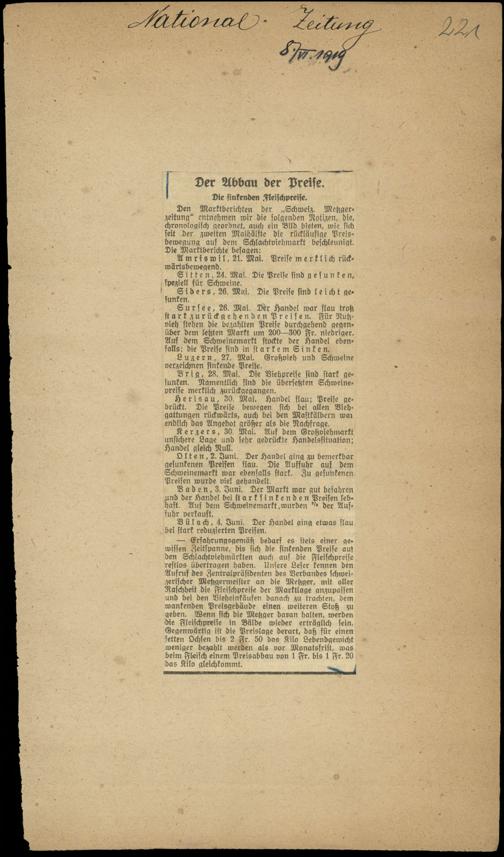 National-Zeitung
221
8/VI. 1919
Der Abbau der Preise.
Die sinkenden Fleischpreise.
Den Marktberichten der „Schweiz. Metzger-
zeitung“ entnehmen wir die folgenden Notizen, die,
chronologisch geordnet, auch ein Bild bieten, wie sich
seit der zweiten Maihälfte die rückläufige Preis-
bewegung auf dem Schlachtviehmarkt beschleunigt.
Die Marktberichte besagen:
Amriswil, 21. Mai. Preise merklich rück-
wärtsbewegend.
Sitten, 24. Mai. Die Preise sind gesunken,
speziell für Schweine.
Siders, 26. Mai. Die Preise sind leicht ge-
sunken.
Sursee, 26. Mai. Der Handel war flau trotz
stark zurückgehenden Preisen. Für Nutz-
vieh stehen die bezahlten Preise durchgehend gegen-
über dem letzten Markt um 200—300 Fr. niedriger.
Auf dem Schweinemarkt stockte der Handel eben-
falls; die Preise sind in starkem Sinken.
Luzern, 27. Mai. Großvieh und Schweine
verzeichnen sinkende Preise.
Brig, 28. Mai. Die Viehpreise sind stark ge-
sunken. Namentlich sind die übersetzten Schweine-
preise merklich zurückgegangen.
Herisau, 30. Mai. Handel flau; Preise ge-
drückt. Die Preise bewegen sich bei allen Vieh-
gattungen rückwärts, auch bei den Mastkälbern war
endlich das Angebot größer als die Nachfrage.
Kerzers, 30. Mai. Auf dem Großviehmarkt
unsichere Lage und sehr gedrückte Handelssituation;
Handel gleich Null.
Olten, 2. Juni. Der Handel ging zu bemerkbar
gesunkenen Preisen flau. Die Auffuhr auf dem
Schweinemarkt war ebenfalls stark. Zu gesunkenen
Preisen wurde viel gehandelt.
Baden, 3. Juni. Der Markt war gut befahren
und der Handel bei stark sinkenden Preisen leb-
haft. Auf dem Schweinemarkt wurden der Auf-
fuhr verkauft.
Bülach, 4. Juni. Der Handel ging etwas flau
bei stark reduzierten Preisen.
— Erfahrungsgemäß bedarf es stets einer ge-
wissen Zeitspanne, bis sich die sinkenden Preise auf
den Schlachtviehmärkten auch auf die Fleischpreise
restlos übertragen haben. Unsere Leser kennen den
Aufruf des Zentralpräsidenten des Verbandes schwei-
zerischer Metzgermeister an die Metzger, mit aller
Raschheit die Fleischpreise der Marktlage anzupassen
und bei den Vieheinkäufen danach zu trachten, dem
wankenden Preisgebäude einen weiteren Stoß zu
geben. Wenn sich die Metzger daran halten, werden
die Fleischpreise in Bälde wieder erträglich sein.
Gegenwärtig ist die Preislage derart, daß für einen
fetten Ochsen bis 2 Fr. 50 das Kilo Lebendgewicht
weniger bezahlt werden als vor Monatsfrist, was
beim Fleisch einem Preisabbau von 1 Fr. bis 1 Fr. 20
das Kilo gleichkommt.